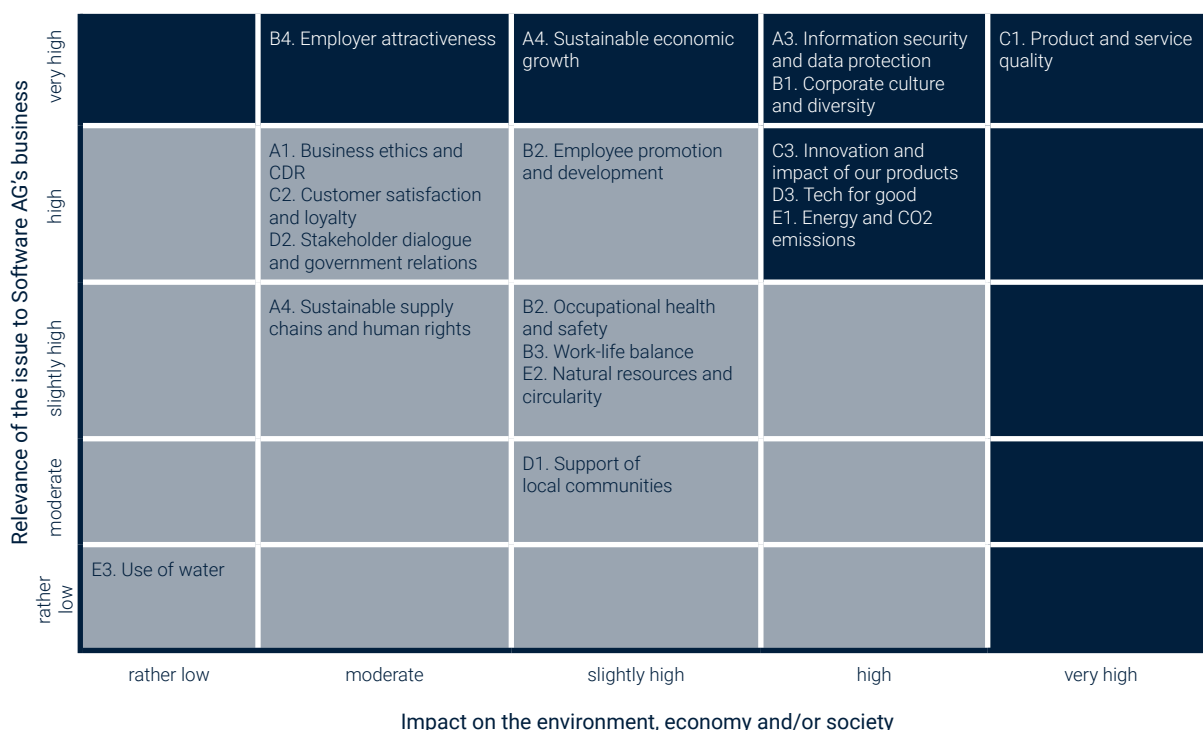 Relevance of the issue to Software AG's business
very high
B4. Employer attractiveness
A4. Sustainable economic
growth
A3. Information security
and data protection
B1. Corporate culture
and diversity
C1. Product and service
quality
high
A1. Business ethics and
CDR
C2. Customer satisfaction
and loyalty
D2. Stakeholder dialogue
and government relations
B2. Employee promotion
and development
C3. Innovation and
impact of our products
D3. Tech for good
E1. Energy and CO2
emissions
slightly high
A4. Sustainable supply
chains and human rights
B2. Occupational health
and safety
B3. Work-life balance
E2. Natural resources and
circularity
moderate
D1. Support of
local communities
rather
low
E3. Use of water
rather low
moderate
slightly high
high
very high
Impact on the environment, economy and/or society